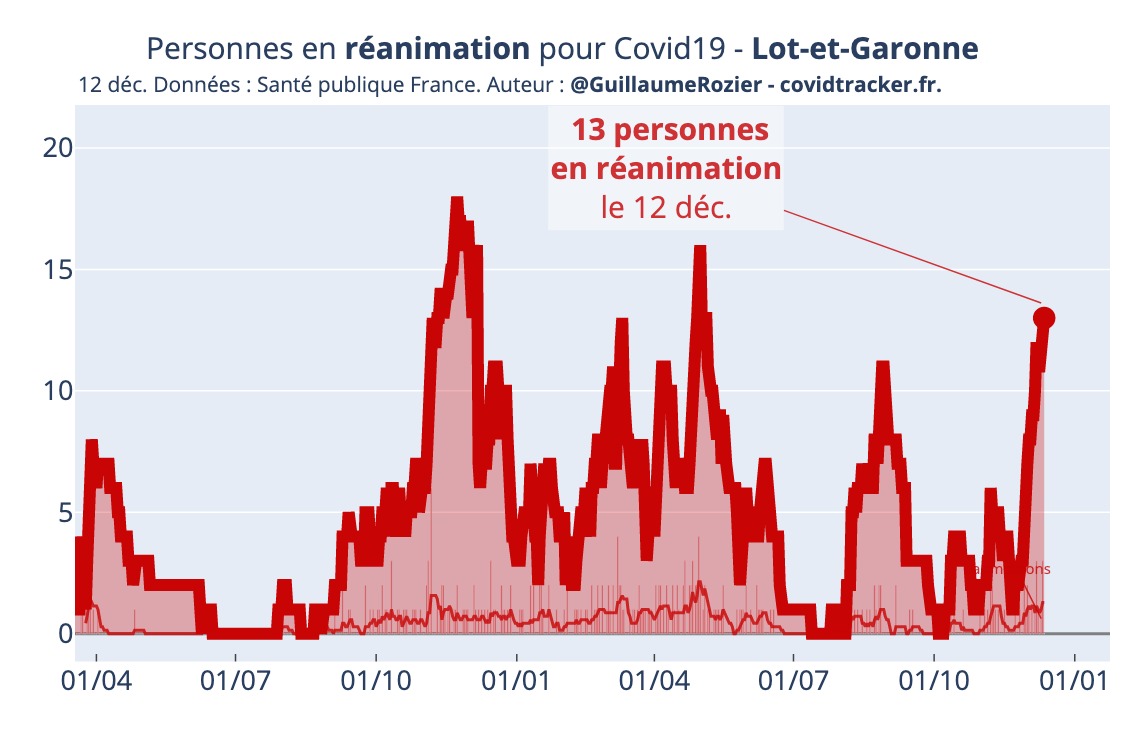 Personnes en réanimation pour Covid19 - Lot-et-Garonne
12 déc. Données : Santé publique France. Auteur : @GuillaumeRozier - covidtracker.fr.
13 personnes
en réanimation
le 12 déc.
20
15
10
5
0
01/04
01/07
01/10
01/01
01/04
01/07
01/10
01/01